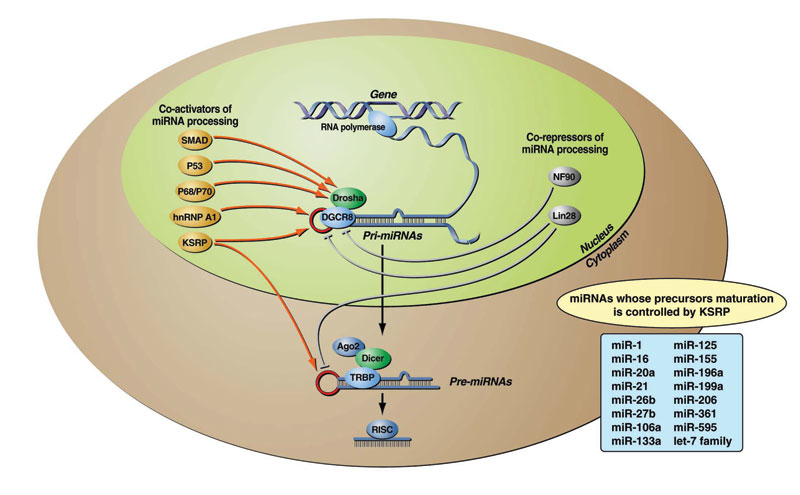 Gene
RNA polymerase
Co-activators of
miRNA processing
SMAD
P53
P68/P70
hnRNP A1
KSRP
Co-repressors of
miRNA processing
NF90
Lin28
Drosha
DGCR8
Pri-miRNAs
Nucleus
Cytoplasm
Ago2
Dicer
TRBP
Pre-miRNAs
RISC
miRNAs whose precursors maturation
is controlled by KSRP
miR-1 miR-125
miR-16 miR-155
miR-20a miR-196a
miR-21 miR-199a
miR-26b miR-206
miR-27b miR-361
miR-106a miR-595
miR-133a let-7 family